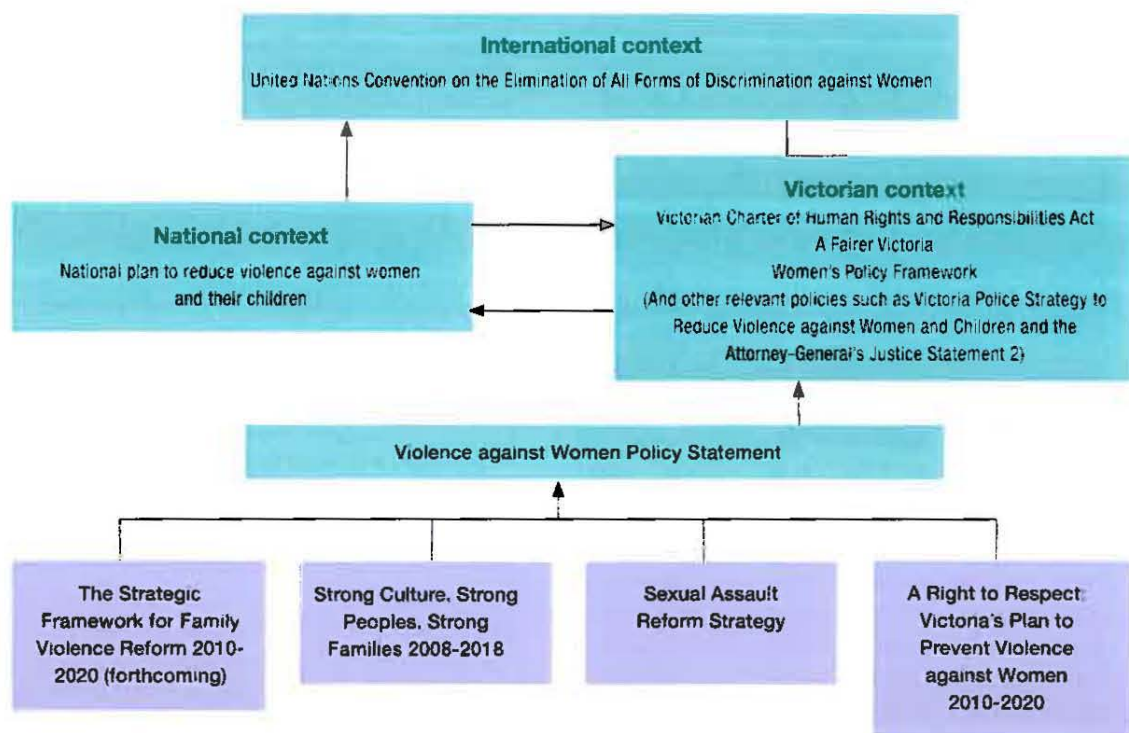 International context
United Nations Convention on the Elimination of All Forms of Discrimination against Women
National context
National plan to reduce violence against women
and their children
Victorian context
Victorian Charter of Human Rights and Responsibilities Act
A Fairer Victoria
Women's Policy Framework
(And other relevant policies such as Victoria Police Strategy to
Reduce Violence against Women and Children and the
Attorney-General's Justice Statement 2)
Violence against Women Policy Statement
The Strategic
Framework for Family
Violence Reform 2010-
2020 (forthcoming)
Strong Culture, Strong
Peoples, Strong
Families 2008-2018
Sexual Assault
Reform Strategy
A Right to Respect:
Victoria's Plan to
Prevent Violence
against Women
2010-2020